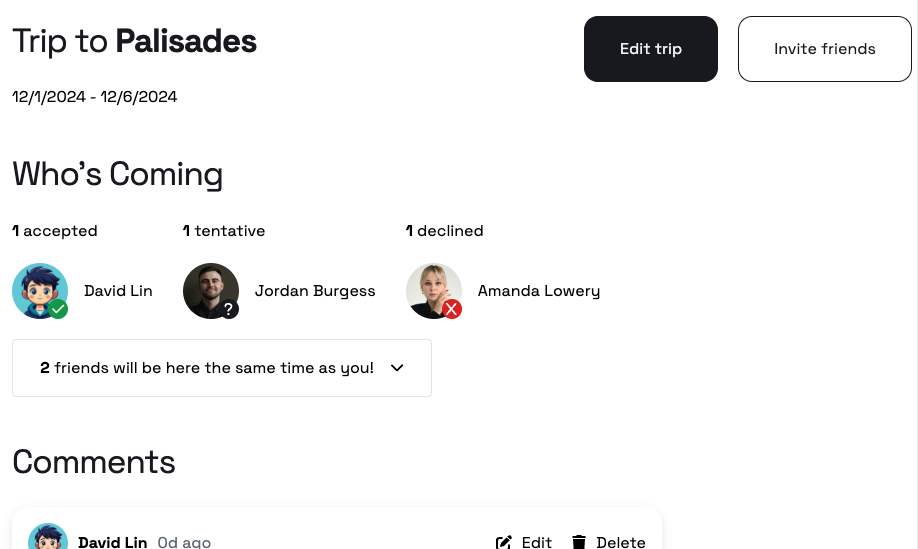 Trip to Palisades
Edit trip
Invite friends
12/1/2024 - 12/6/2024
Who's Coming
1 accepted
1 tentative
1 declined
David Lin
?
Jordan Burgess
Amanda Lowery
2 friends will be here the same time as you!
Comments
David Lin 0d ago
Edit
Delete